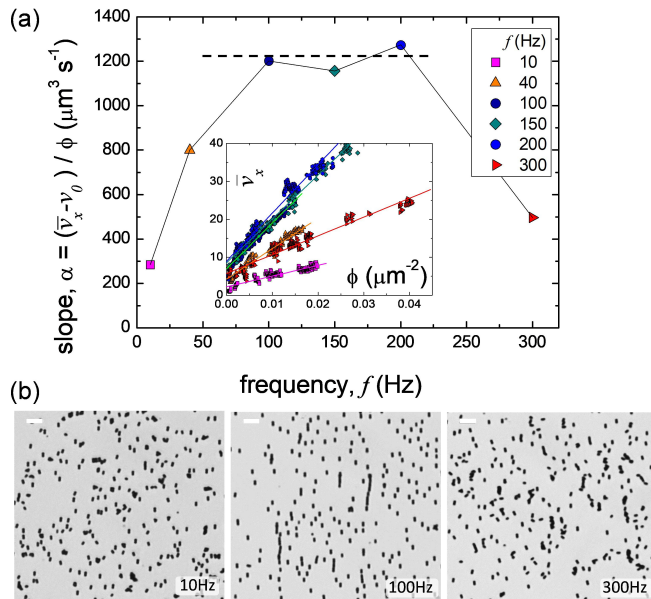 (a)
slope, α = (v̄ₓ-v₀) / ϕ (μm³ s⁻¹)
1400
1200
1000
800
600
400
200
0
f (Hz)
10
40
100
150
200
300
v̄ₓ
40
30
20
10
0
ϕ (μm⁻²)
0.00
0.01
0.02
0.03
0.04
0 50 100 150 200 250 300
frequency, f (Hz)
(b)
10Hz
100Hz
300Hz